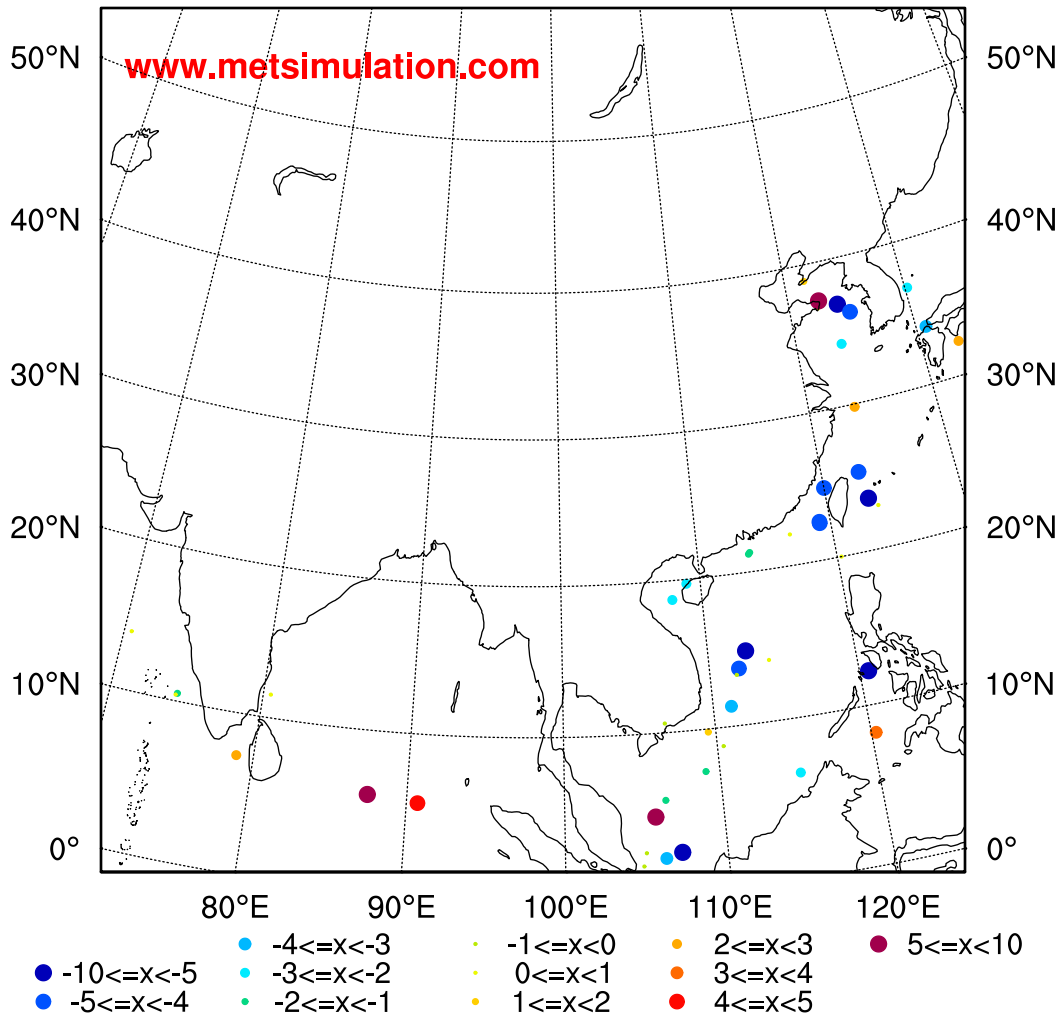 www.metsimulation.com
50°N 50°N
40°N 40°N
30°N 30°N
20°N 20°N
10°N 10°N
0° 0°
80°E 90°E 100°E 110°E 120°E
-4<=x<-3 -1<=x<0 2<=x<3 5<=x<10
-10<=x<-5 -3<=x<-2 0<=x<1 3<=x<4
-5<=x<-4 -2<=x<-1 1<=x<2 4<=x<5